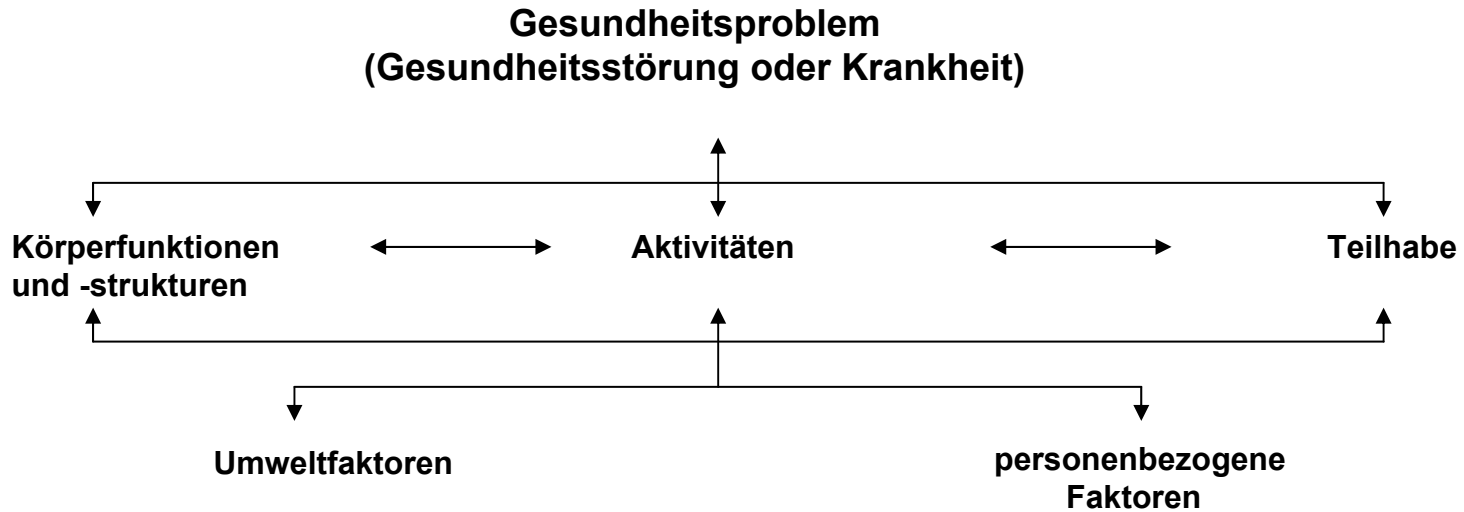 Gesundheitsproblem
(Gesundheitsstörung oder Krankheit)
Körperfunktionen
und -strukturen
Aktivitäten
Teilhabe
Umweltfaktoren
personenbezogene
Faktoren